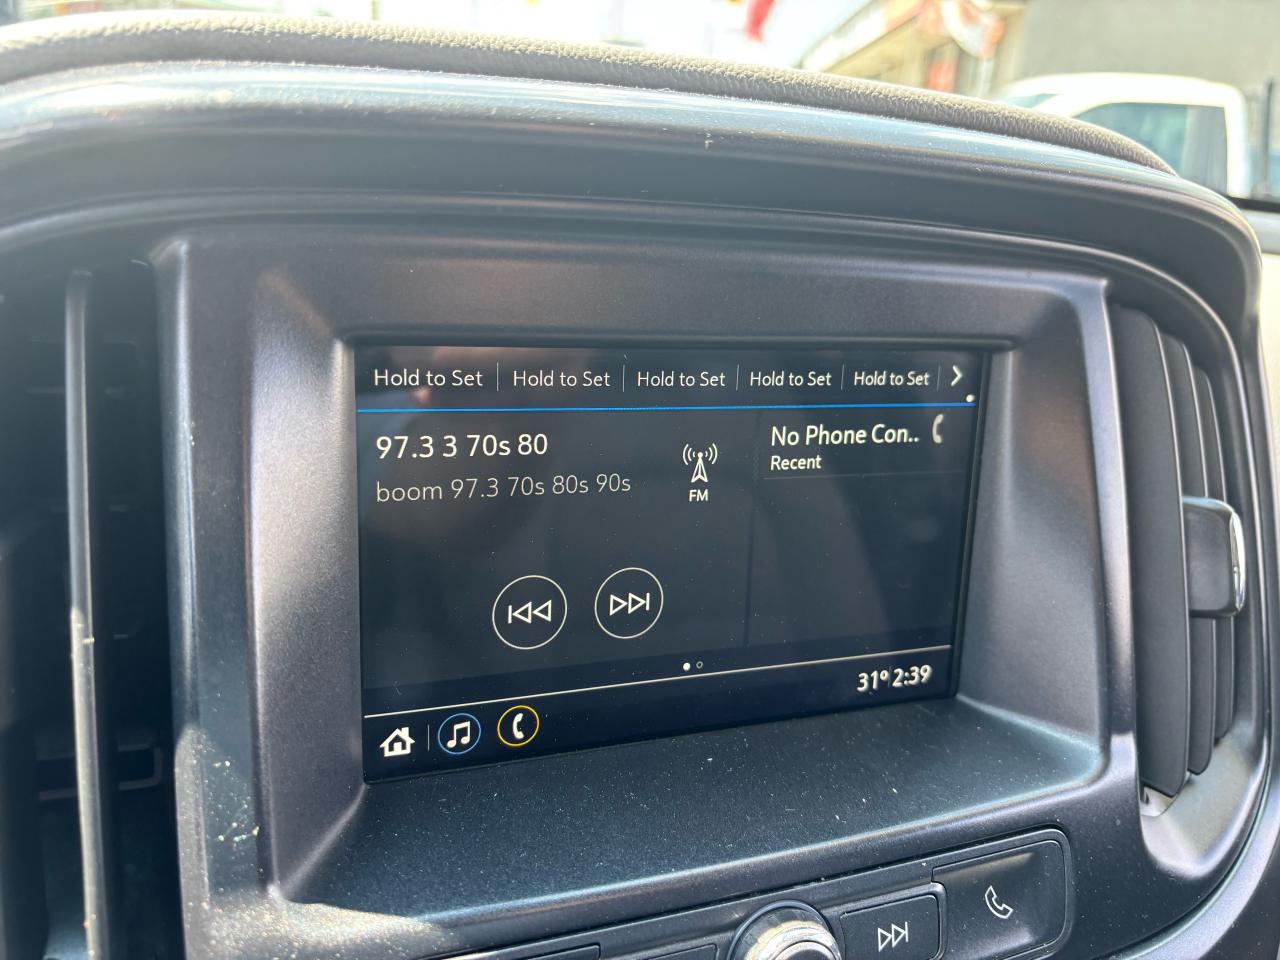 Hold to Set Hold to Set Hold to Set Hold to Set Hold to Set
97.3 3 70s 80
boom 97.3 70s 80s 90s
FM
No Phone Con..
Recent
31° 2:39